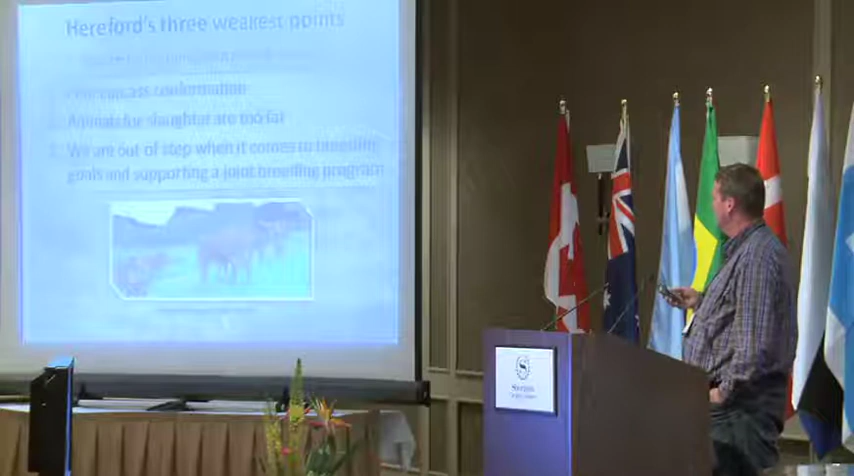 Hereford's three weakest points
carcass conformation
Animals for slaughter are too fat
We are out of step when it comes to breeding
goals and supporting a joint breeding program
Sheraton